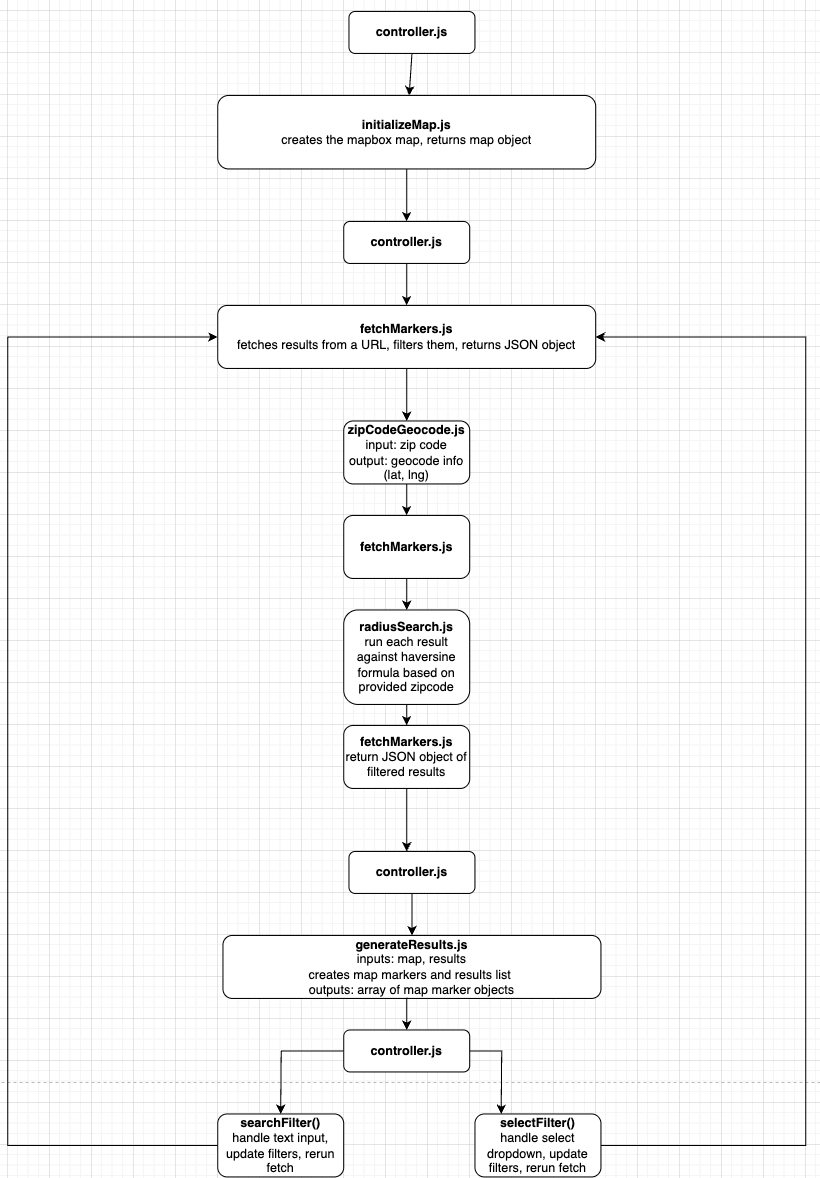 controller.js
initializeMap.js
creates the mapbox map, returns map object
controller.js
fetchMarkers.js
fetches results from a URL, filters them, returns JSON object
zipCodeGeocode.js
input: zip code
output: geocode info
(lat, lng)
fetchMarkers.js
radiusSearch.js
run each result
against haversine
formula based on
provided zipcode
fetchMarkers.js
return JSON object of
filtered results
controller.js
generateResults.js
inputs: map, results
creates map markers and results list
outputs: array of map marker objects
controller.js
searchFilter()
handle text input,
update filters, rerun
fetch
selectFilter()
handle select
dropdown, update
filters, rerun fetch